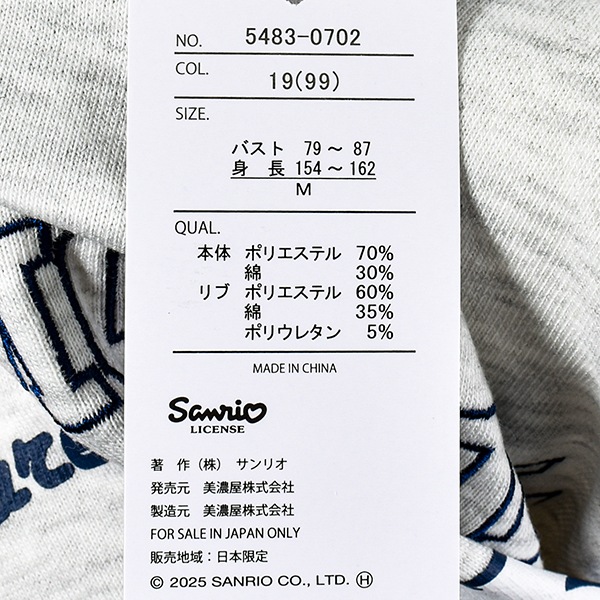 NO. 5483-0702
COL. 19(99)
SIZE.
バスト 79～ 87
身 長 154～162
M
QUAL.
本体 ポリエステル 70%
綿 30%
リブ ポリエステル 60%
綿 35%
ポリウレタン 5%
MADE IN CHINA
Sanrio
LICENSE
著 作（株） サンリオ
発売元 美濃屋株式会社
製造元 美濃屋株式会社
FOR SALE IN JAPAN ONLY
販売地域：日本限定
© 2025 SANRIO CO., LTD. Ⓗ